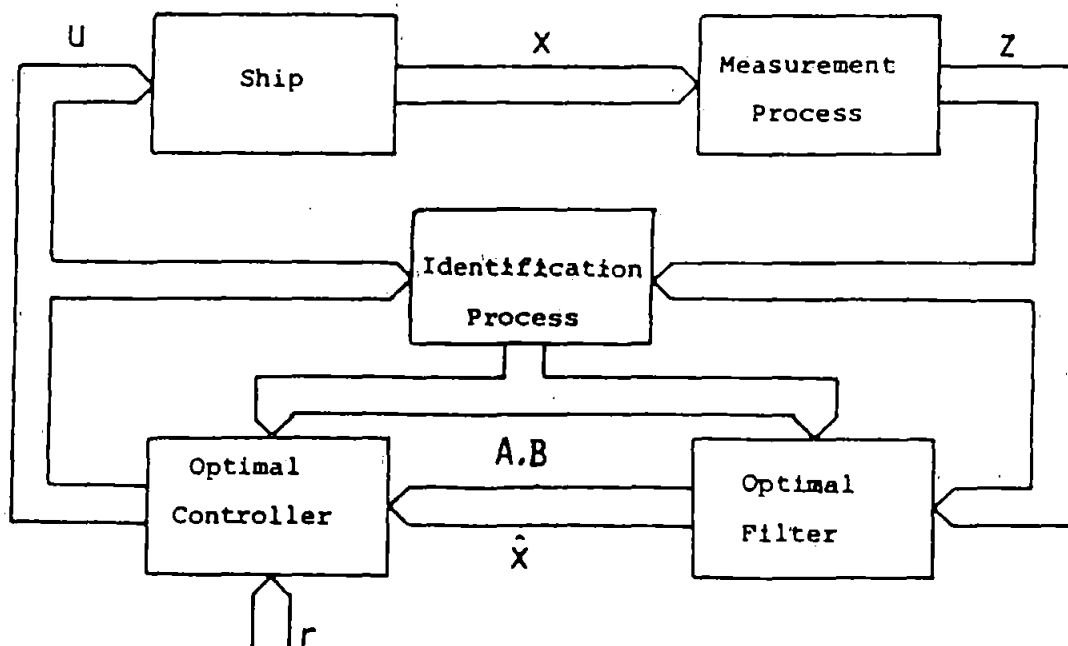 U
Ship
X
Measurement
Process
Z
Identification
Process
Optimal
Controller
A.B
x̂
Optimal
Filter
r